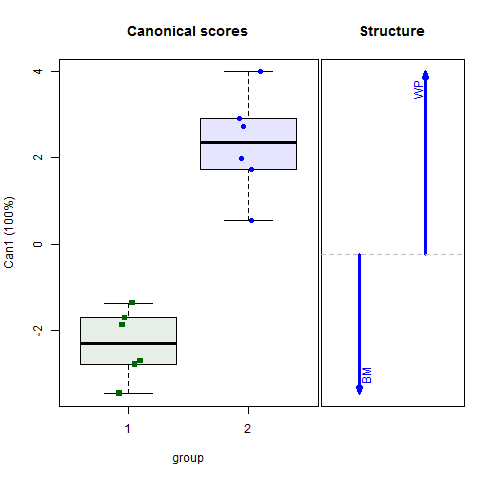 Canonical scores
Structure
4
2
0
-2
Can1 (100%)
WP
BM
1
2
group